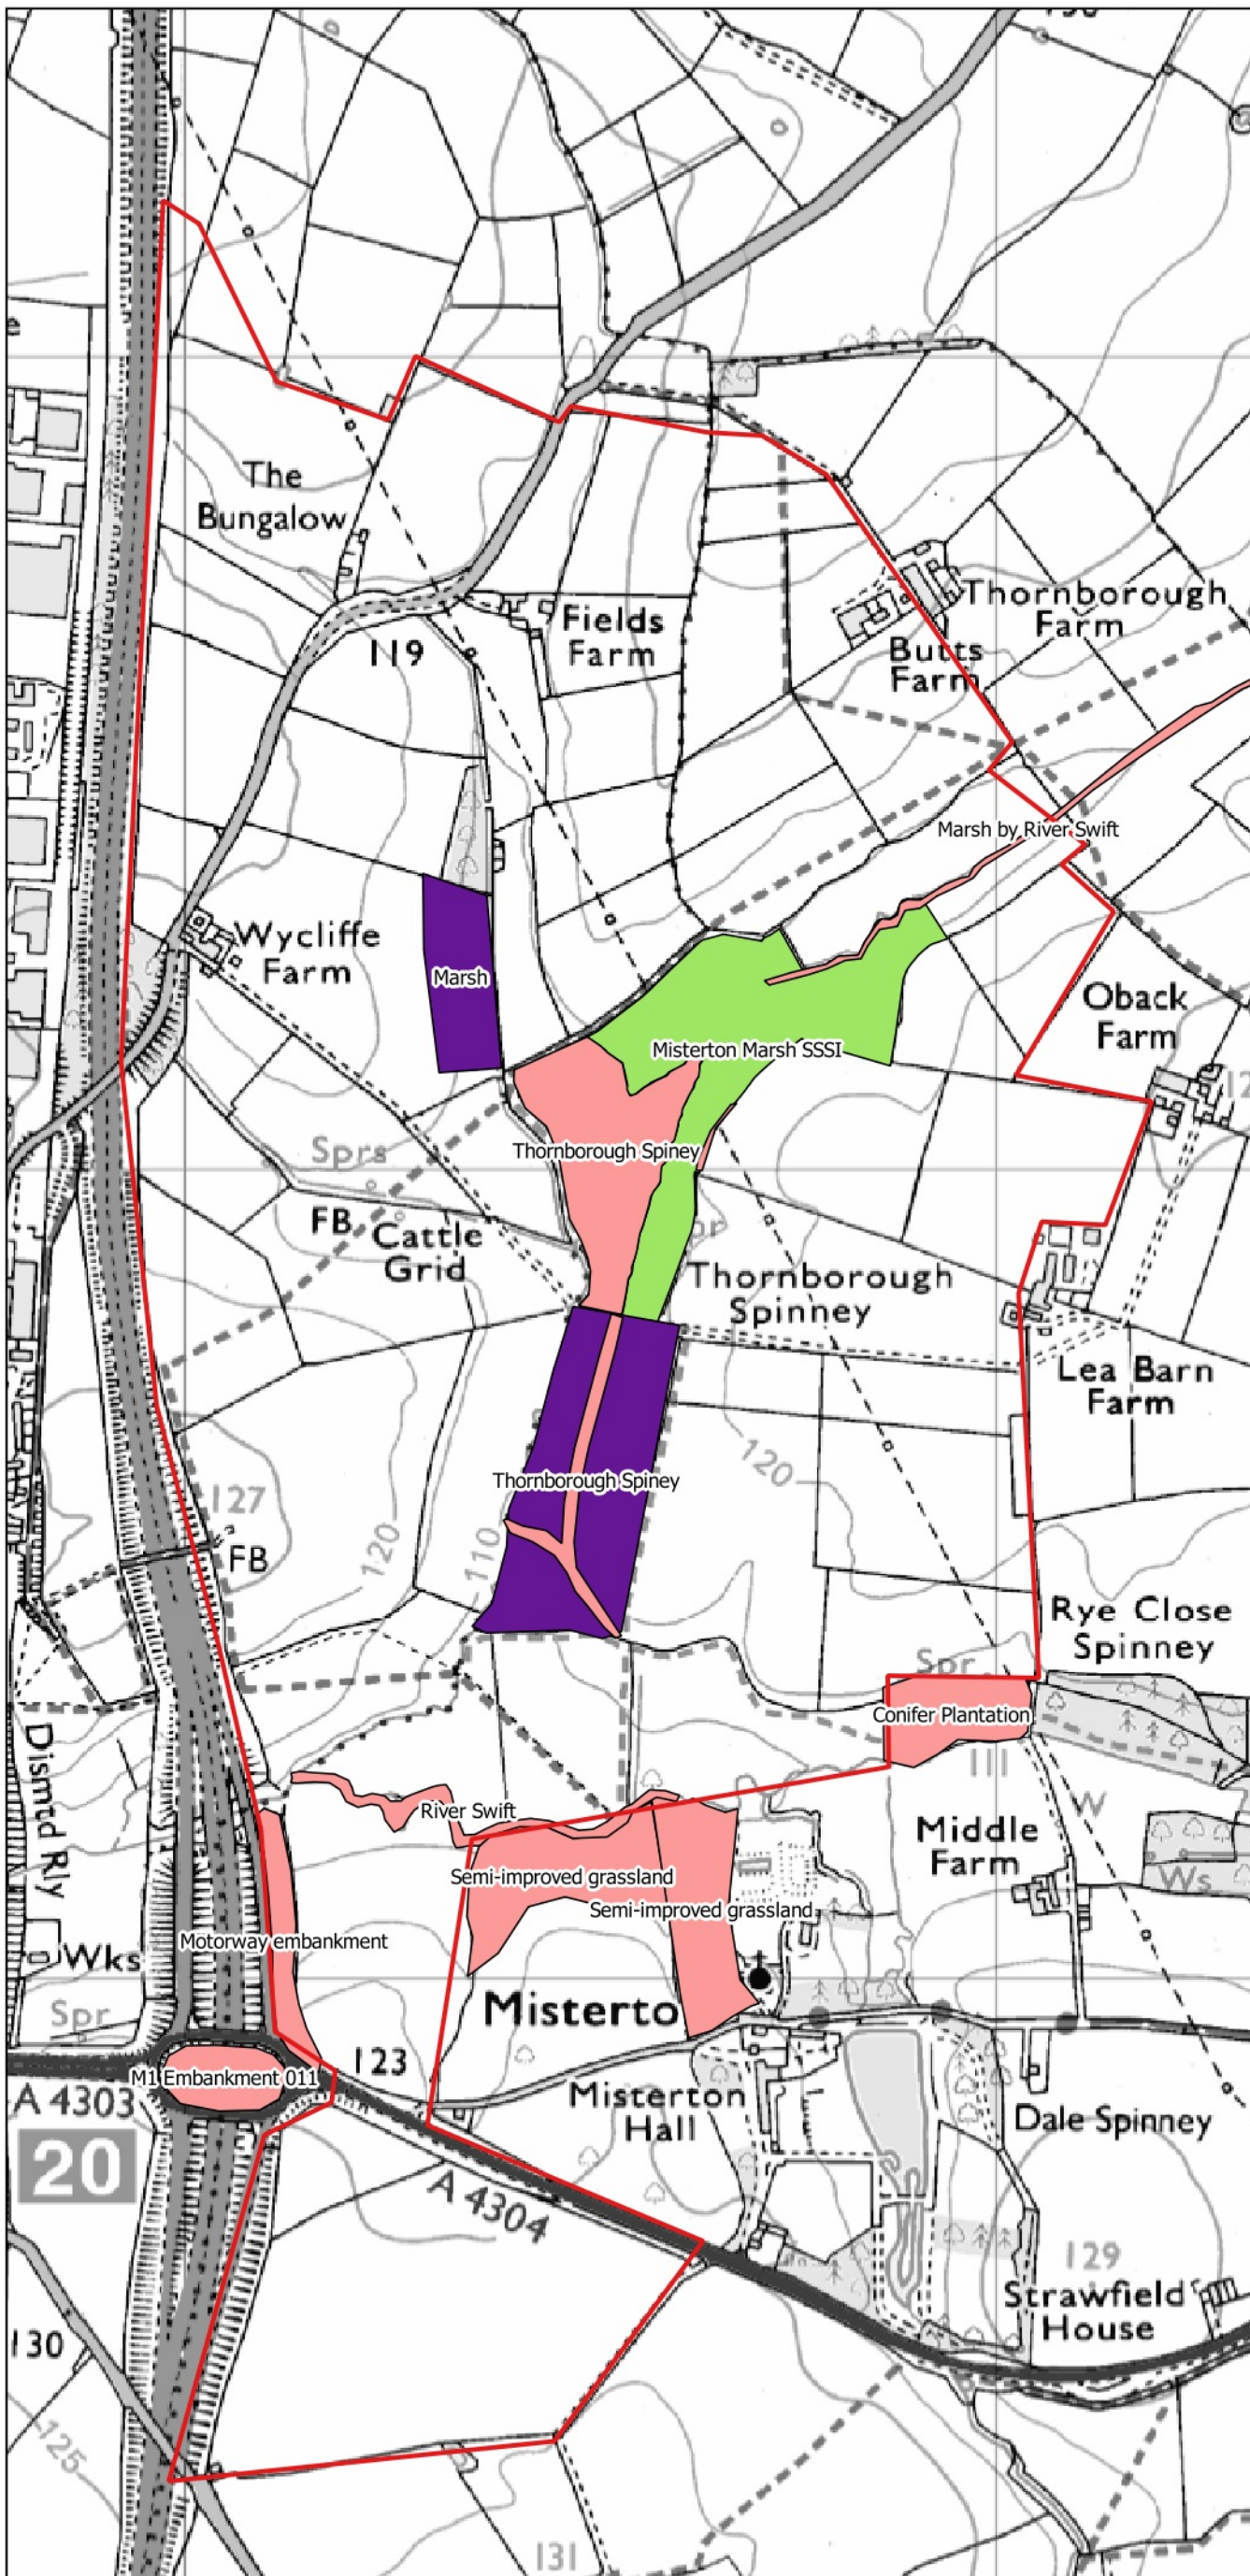 The
Bungalow
119
Fields
Farm
Thornborough
Farm
Butts
Farm
Marsh by River Swift
Wycliffe
Farm
Marsh
Oback
Farm
Misterton Marsh SSSI
Thornborough Spiney
Sprs
FB
Cattle
Grid
Thornborough
Spinney
Lea Barn
Farm
120
Thornborough Spiney
127
FB
120
110
Rye Close
Spinney
Spr
Conifer Plantation
111
Dismtd Rly
River Swift
W
Middle
Farm
Ws
Semi-improved grassland
Semi-improved grassland
Motorway embankment
Wks
Spr
Misterto
123
M1 Embankment 011
A 4303
20
Misterton
Hall
Dale Spinney
A 4304
129
Strawfield
House
130
125
131